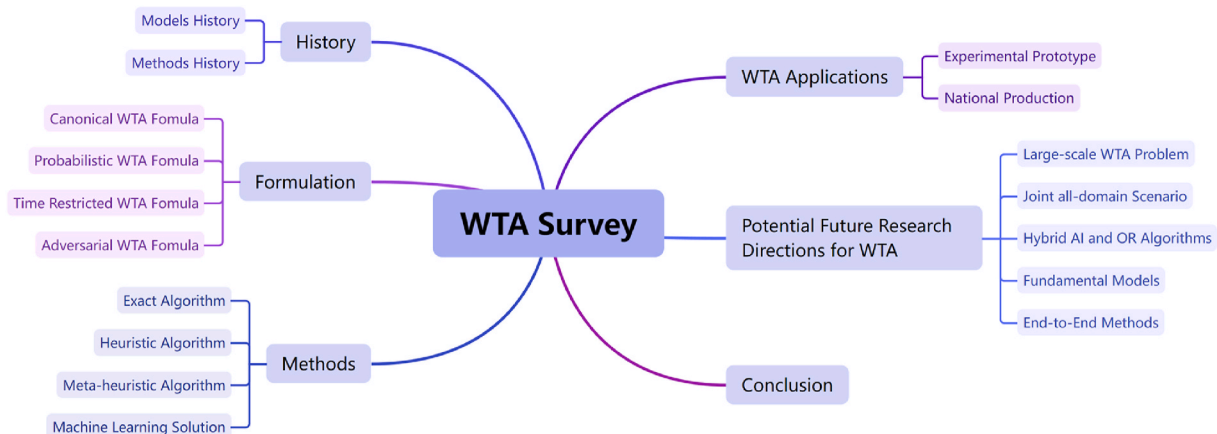 Models History
Methods History
History
Canonical WTA Fomula
Probabilistic WTA Fomula
Time Restricted WTA Fomula
Adversarial WTA Fomula
Formulation
Exact Algorithm
Heuristic Algorithm
Meta-heuristic Algorithm
Machine Learning Solution
Methods
WTA Survey
WTA Applications
Experimental Prototype
National Production
Potential Future Research
Directions for WTA
Large-scale WTA Problem
Joint all-domain Scenario
Hybrid AI and OR Algorithms
Fundamental Models
End-to-End Methods
Conclusion